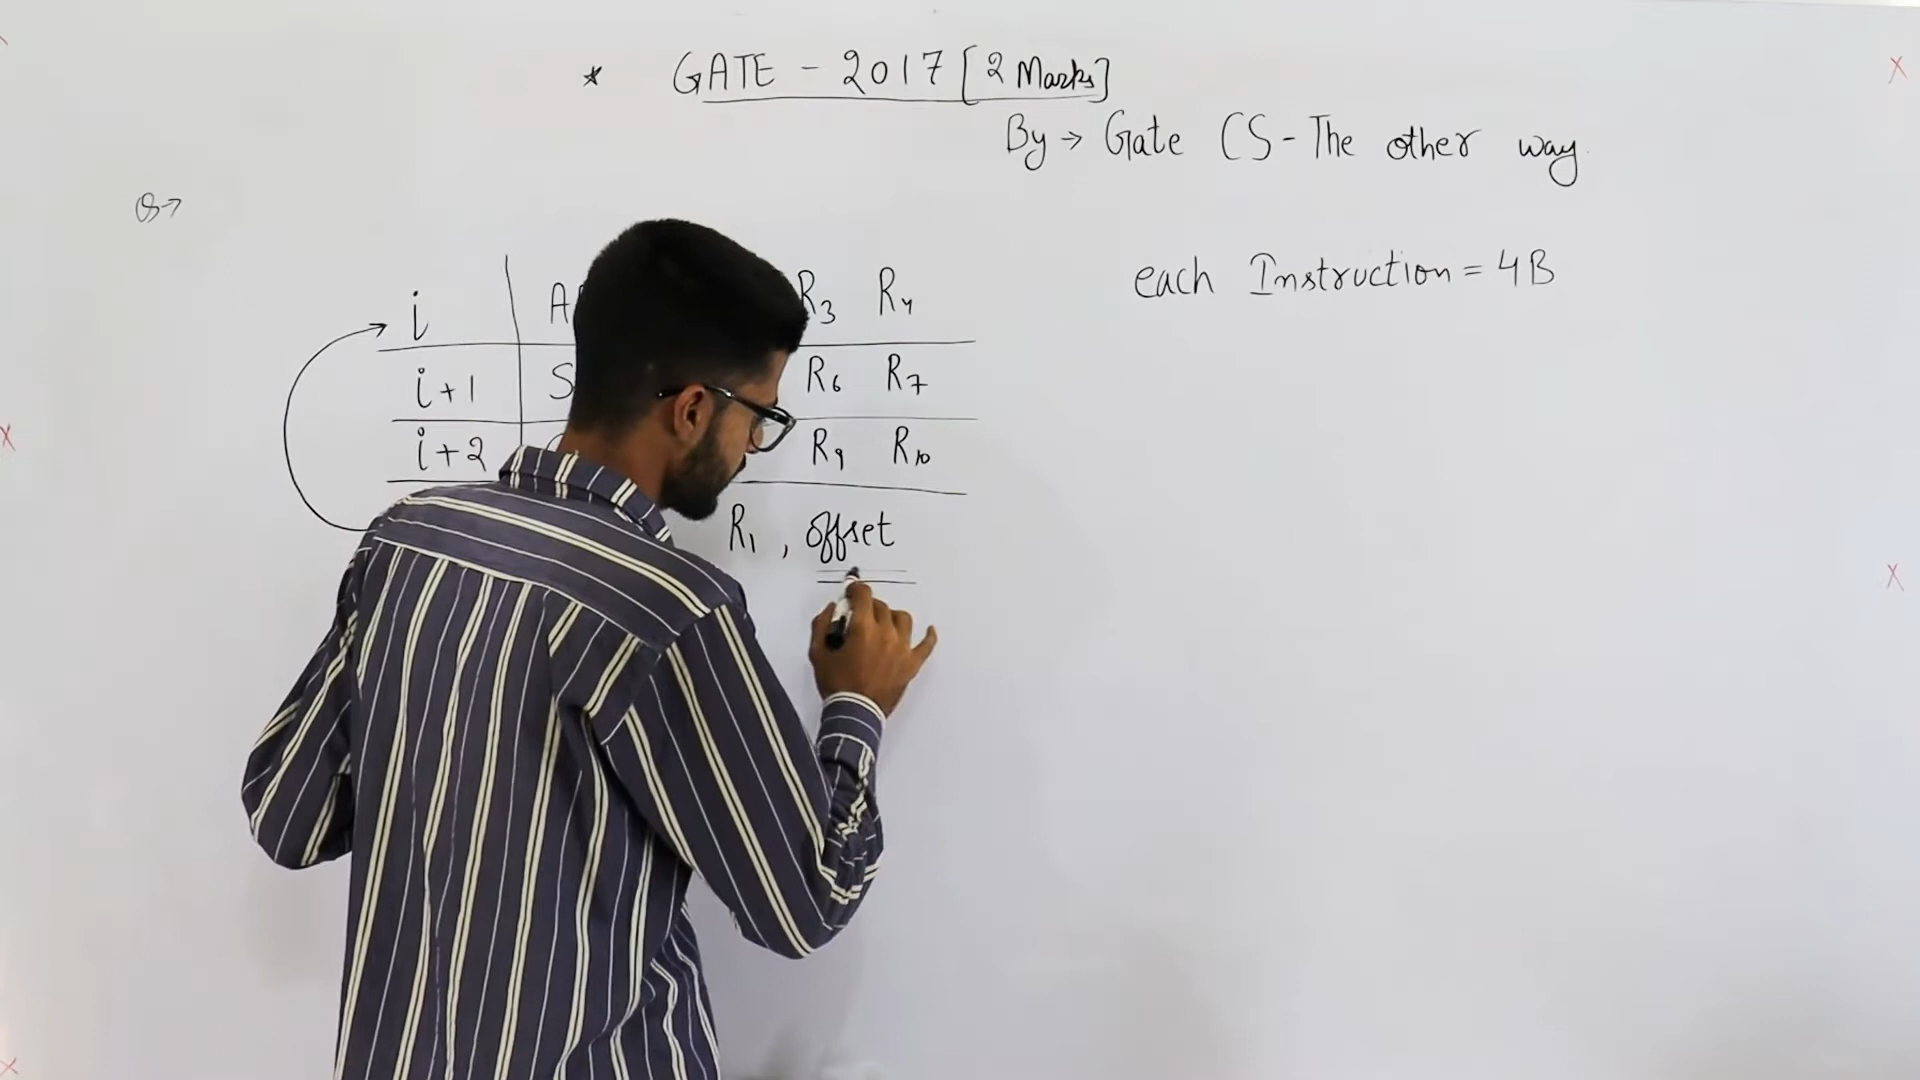 * GATE - 2017 [2 Marks]
By → Gate CS - The other way
Q→
each Instruction = 4B
i R3 R4
i+1 R6 R7
i+2 R9 R10
R1 , offset